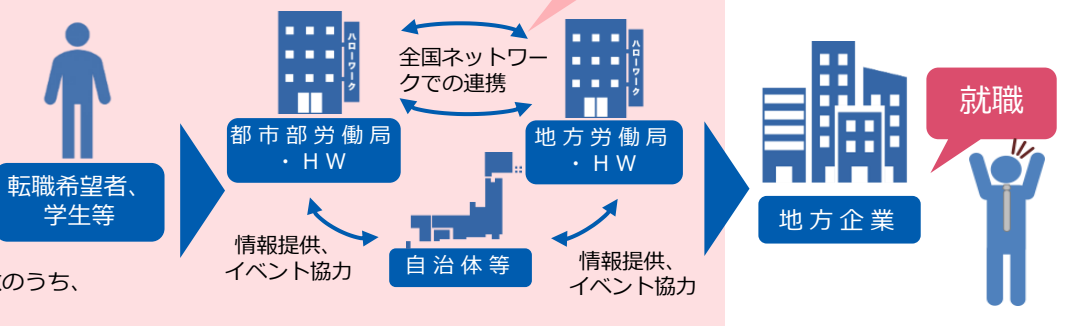 ハローワーク
ハローワーク
全国ネットワー
クでの連携
就職
都市部労働局
・HW
地方労働局
・HW
転職希望者、
学生等
地方企業
情報提供、
イベント協力
自治体等
情報提供、
イベント協力
のうち、